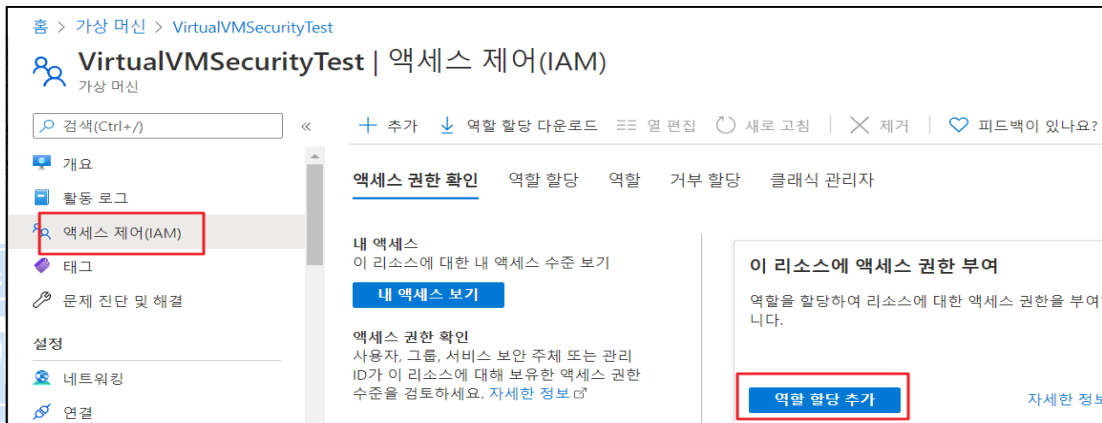 홈 > 가상 머신 > VirtualVMSecurityTest
VirtualVMSecurityTest | 액세스 제어(IAM)
가상 머신
검색(Ctrl+/)
«
추가 역할 할당 다운로드 열 편집 새로 고침 제거 피드백이 있나요?
개요
활동 로그
액세스 제어(IAM)
태그
문제 진단 및 해결
설정
네트워킹
연결
액세스 권한 확인 역할 할당 역할 거부 할당 클래식 관리자
내 액세스
이 리소스에 대한 내 액세스 수준 보기
내 액세스 보기
액세스 권한 확인
사용자, 그룹, 서비스 보안 주체 또는 관리
ID가 이 리소스에 대해 보유한 액세스 권한
수준을 검토하세요. 자세한 정보
이 리소스에 액세스 권한 부여
역할을 할당하여 리소스에 대한 액세스 권한을 부여
니다.
역할 할당 추가
자세한 정보